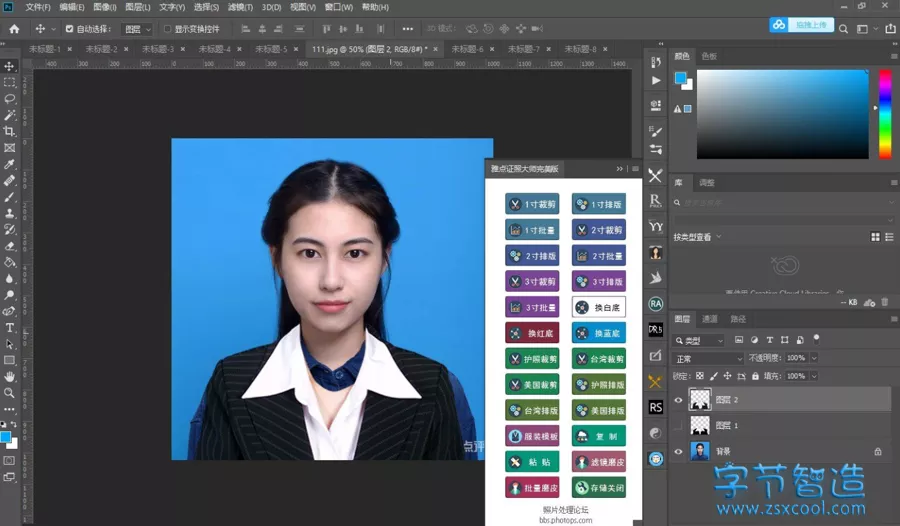 文件(F) 编辑(E) 图像(I) 图层(L) 文字(Y) 选择(S) 滤镜(T) 3D(D) 视图(V) 窗口(W) 帮助(H)
自动选择: 图层 显示变换控件 3D 模式: 拖拽上传
未标题-1 × 未标题-2 × 未标题-3 × 未标题-4 × 未标题-5 × 111.jpg @ 50% (图层 2, RGB/8#) * × 未标题-6 × 未标题-7 × 未标题-8 ×
颜色 色板
雅点证照大师完美版
1寸裁剪 1寸排版
1寸批量 2寸裁剪
2寸排版 2寸批量
3寸裁剪 3寸排版
3寸批量 换白底
换红底 换蓝底
护照裁剪 台湾裁剪
美国裁剪 护照排版
台湾排版 美国排版
服装模板 复 制
粘 贴 滤镜磨皮
批量磨皮 存储关闭
照片处理论坛
bbs.photops.com
点评
库 调整
按类型查看
-- KB
图层 通道 路径
类型
正常 不透明度: 100%
锁定: 填充: 100%
图层 2
图层 1
背景
字节智造
www.zsxcool.com